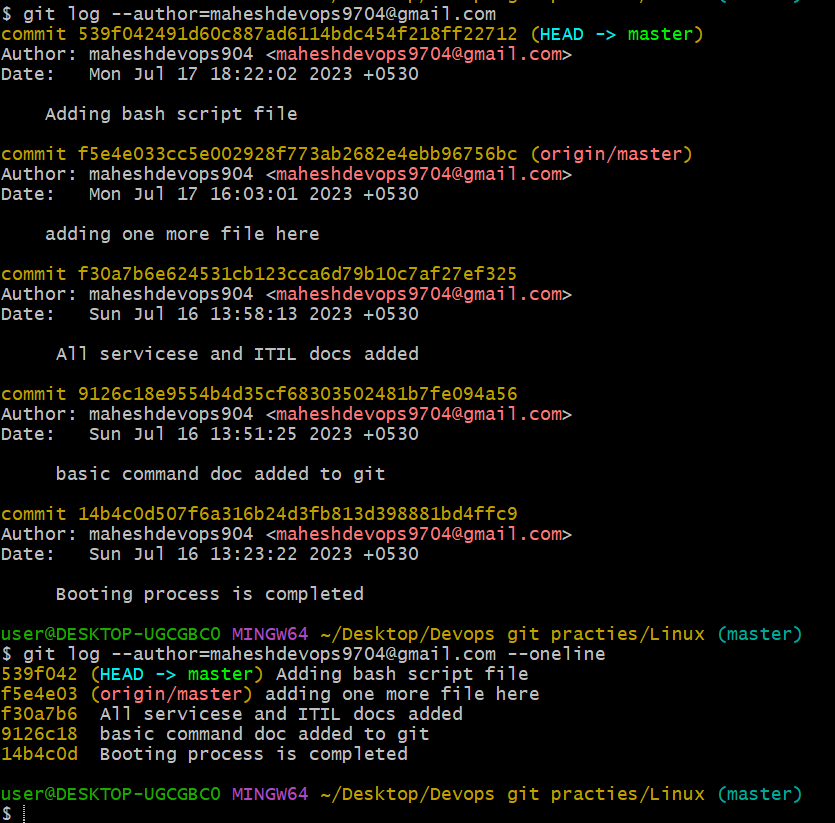 $ git log --author=maheshdevops9704@gmail.com
commit 539f042491d60c887ad6114bdc454f218ff22712 (HEAD -> master)
Author: maheshdevops904 <maheshdevops9704@gmail.com>
Date:   Mon Jul 17 18:22:02 2023 +0530
    Adding bash script file
commit f5e4e033cc5e002928f773ab2682e4ebb96756bc (origin/master)
Author: maheshdevops904 <maheshdevops9704@gmail.com>
Date:   Mon Jul 17 16:03:01 2023 +0530
    adding one more file here
commit f30a7b6e624531cb123cca6d79b10c7af27ef325
Author: maheshdevops904 <maheshdevops9704@gmail.com>
Date:   Sun Jul 16 13:58:13 2023 +0530
     All servicese and ITIL docs added
commit 9126c18e9554b4d35cf68303502481b7fe094a56
Author: maheshdevops904 <maheshdevops9704@gmail.com>
Date:   Sun Jul 16 13:51:25 2023 +0530
     basic command doc added to git
commit 14b4c0d507f6a316b24d3fb813d398881bd4ffc9
Author: maheshdevops904 <maheshdevops9704@gmail.com>
Date:   Sun Jul 16 13:23:22 2023 +0530
     Booting process is completed
user@DESKTOP-UGCGBC0 MINGW64 ~/Desktop/Devops git practies/Linux (master)
$ git log --author=maheshdevops9704@gmail.com --oneline
539f042 (HEAD -> master) Adding bash script file
f5e4e03 (origin/master) adding one more file here
f30a7b6  All servicese and ITIL docs added
9126c18  basic command doc added to git
14b4c0d  Booting process is completed
user@DESKTOP-UGCGBC0 MINGW64 ~/Desktop/Devops git practies/Linux (master)
$